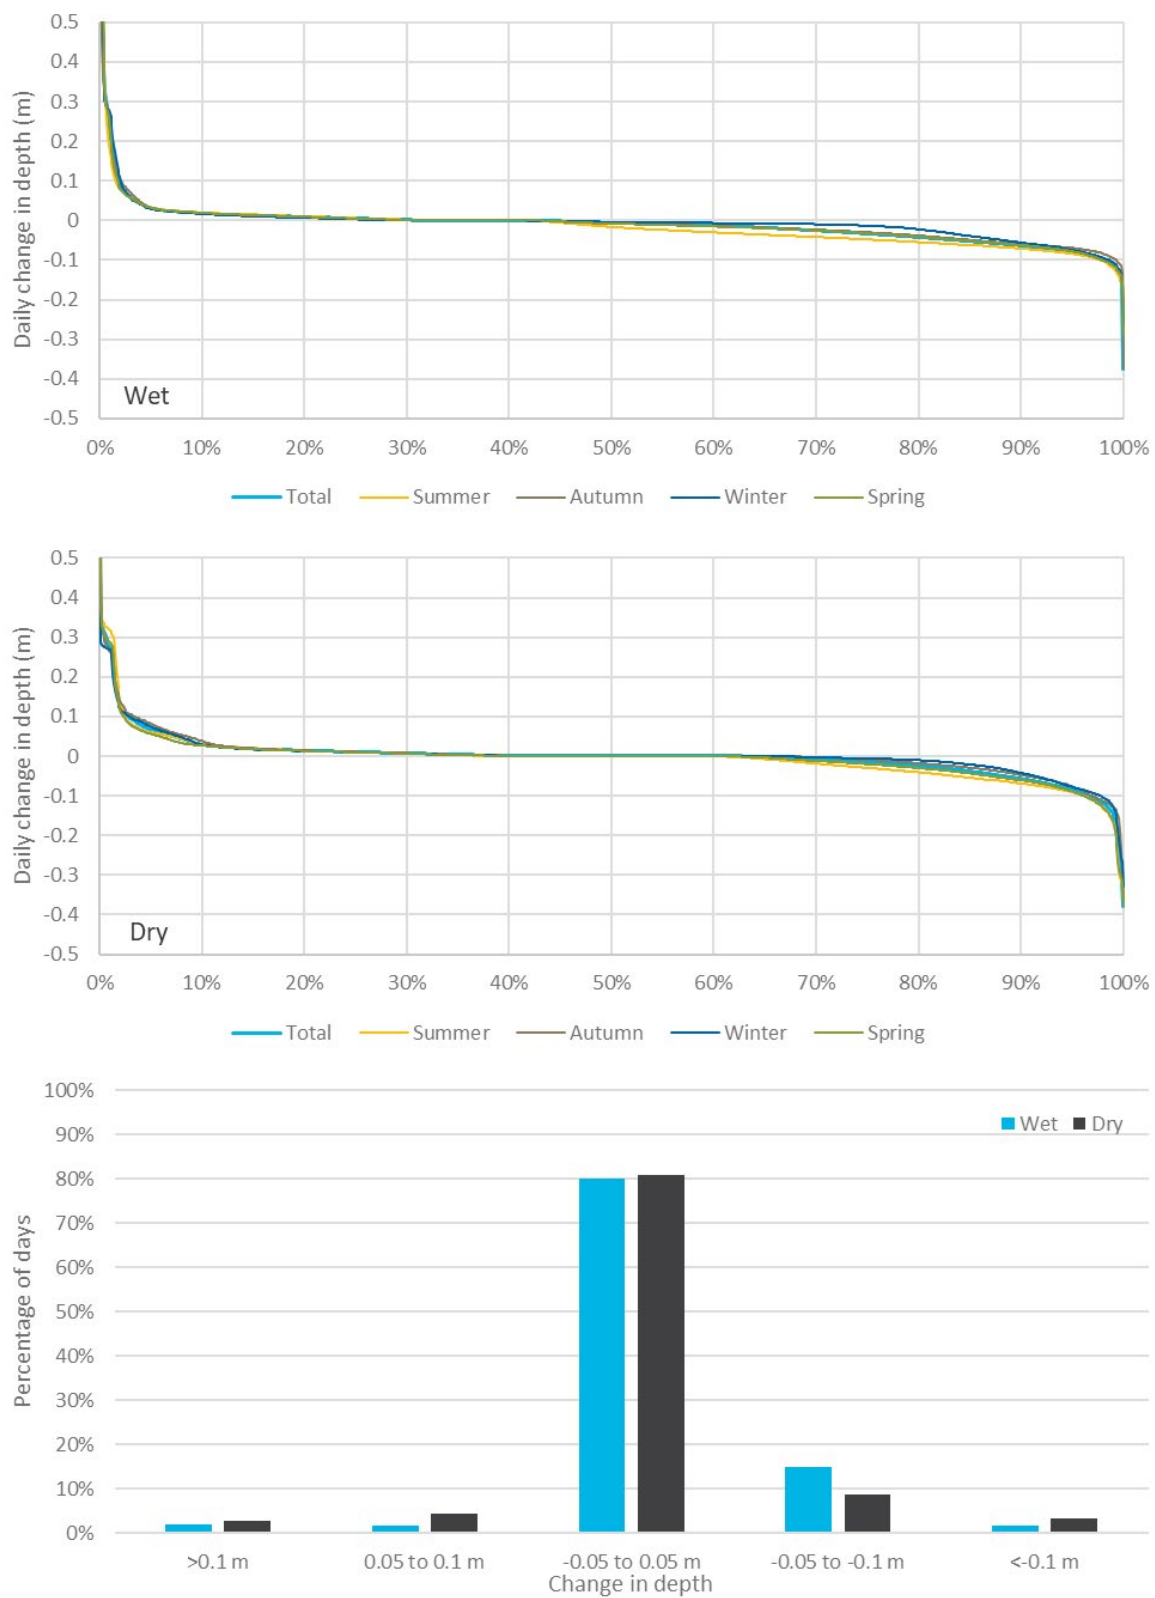 0.5
0.4
0.3
0.2
0.1
0
-0.1
-0.2
-0.3
-0.4
-0.5
Daily change in depth (m)
Wet
0% 10% 20% 30% 40% 50% 60% 70% 80% 90% 100%
Total Summer Autumn Winter Spring
0.5
0.4
0.3
0.2
0.1
0
-0.1
-0.2
-0.3
-0.4
-0.5
Daily change in depth (m)
Dry
0% 10% 20% 30% 40% 50% 60% 70% 80% 90% 100%
Total Summer Autumn Winter Spring
100%
90%
80%
70%
60%
50%
40%
30%
20%
10%
0%
Percentage of days
Wet Dry
>0.1 m 0.05 to 0.1 m -0.05 to 0.05 m -0.05 to -0.1 m <-0.1 m
Change in depth